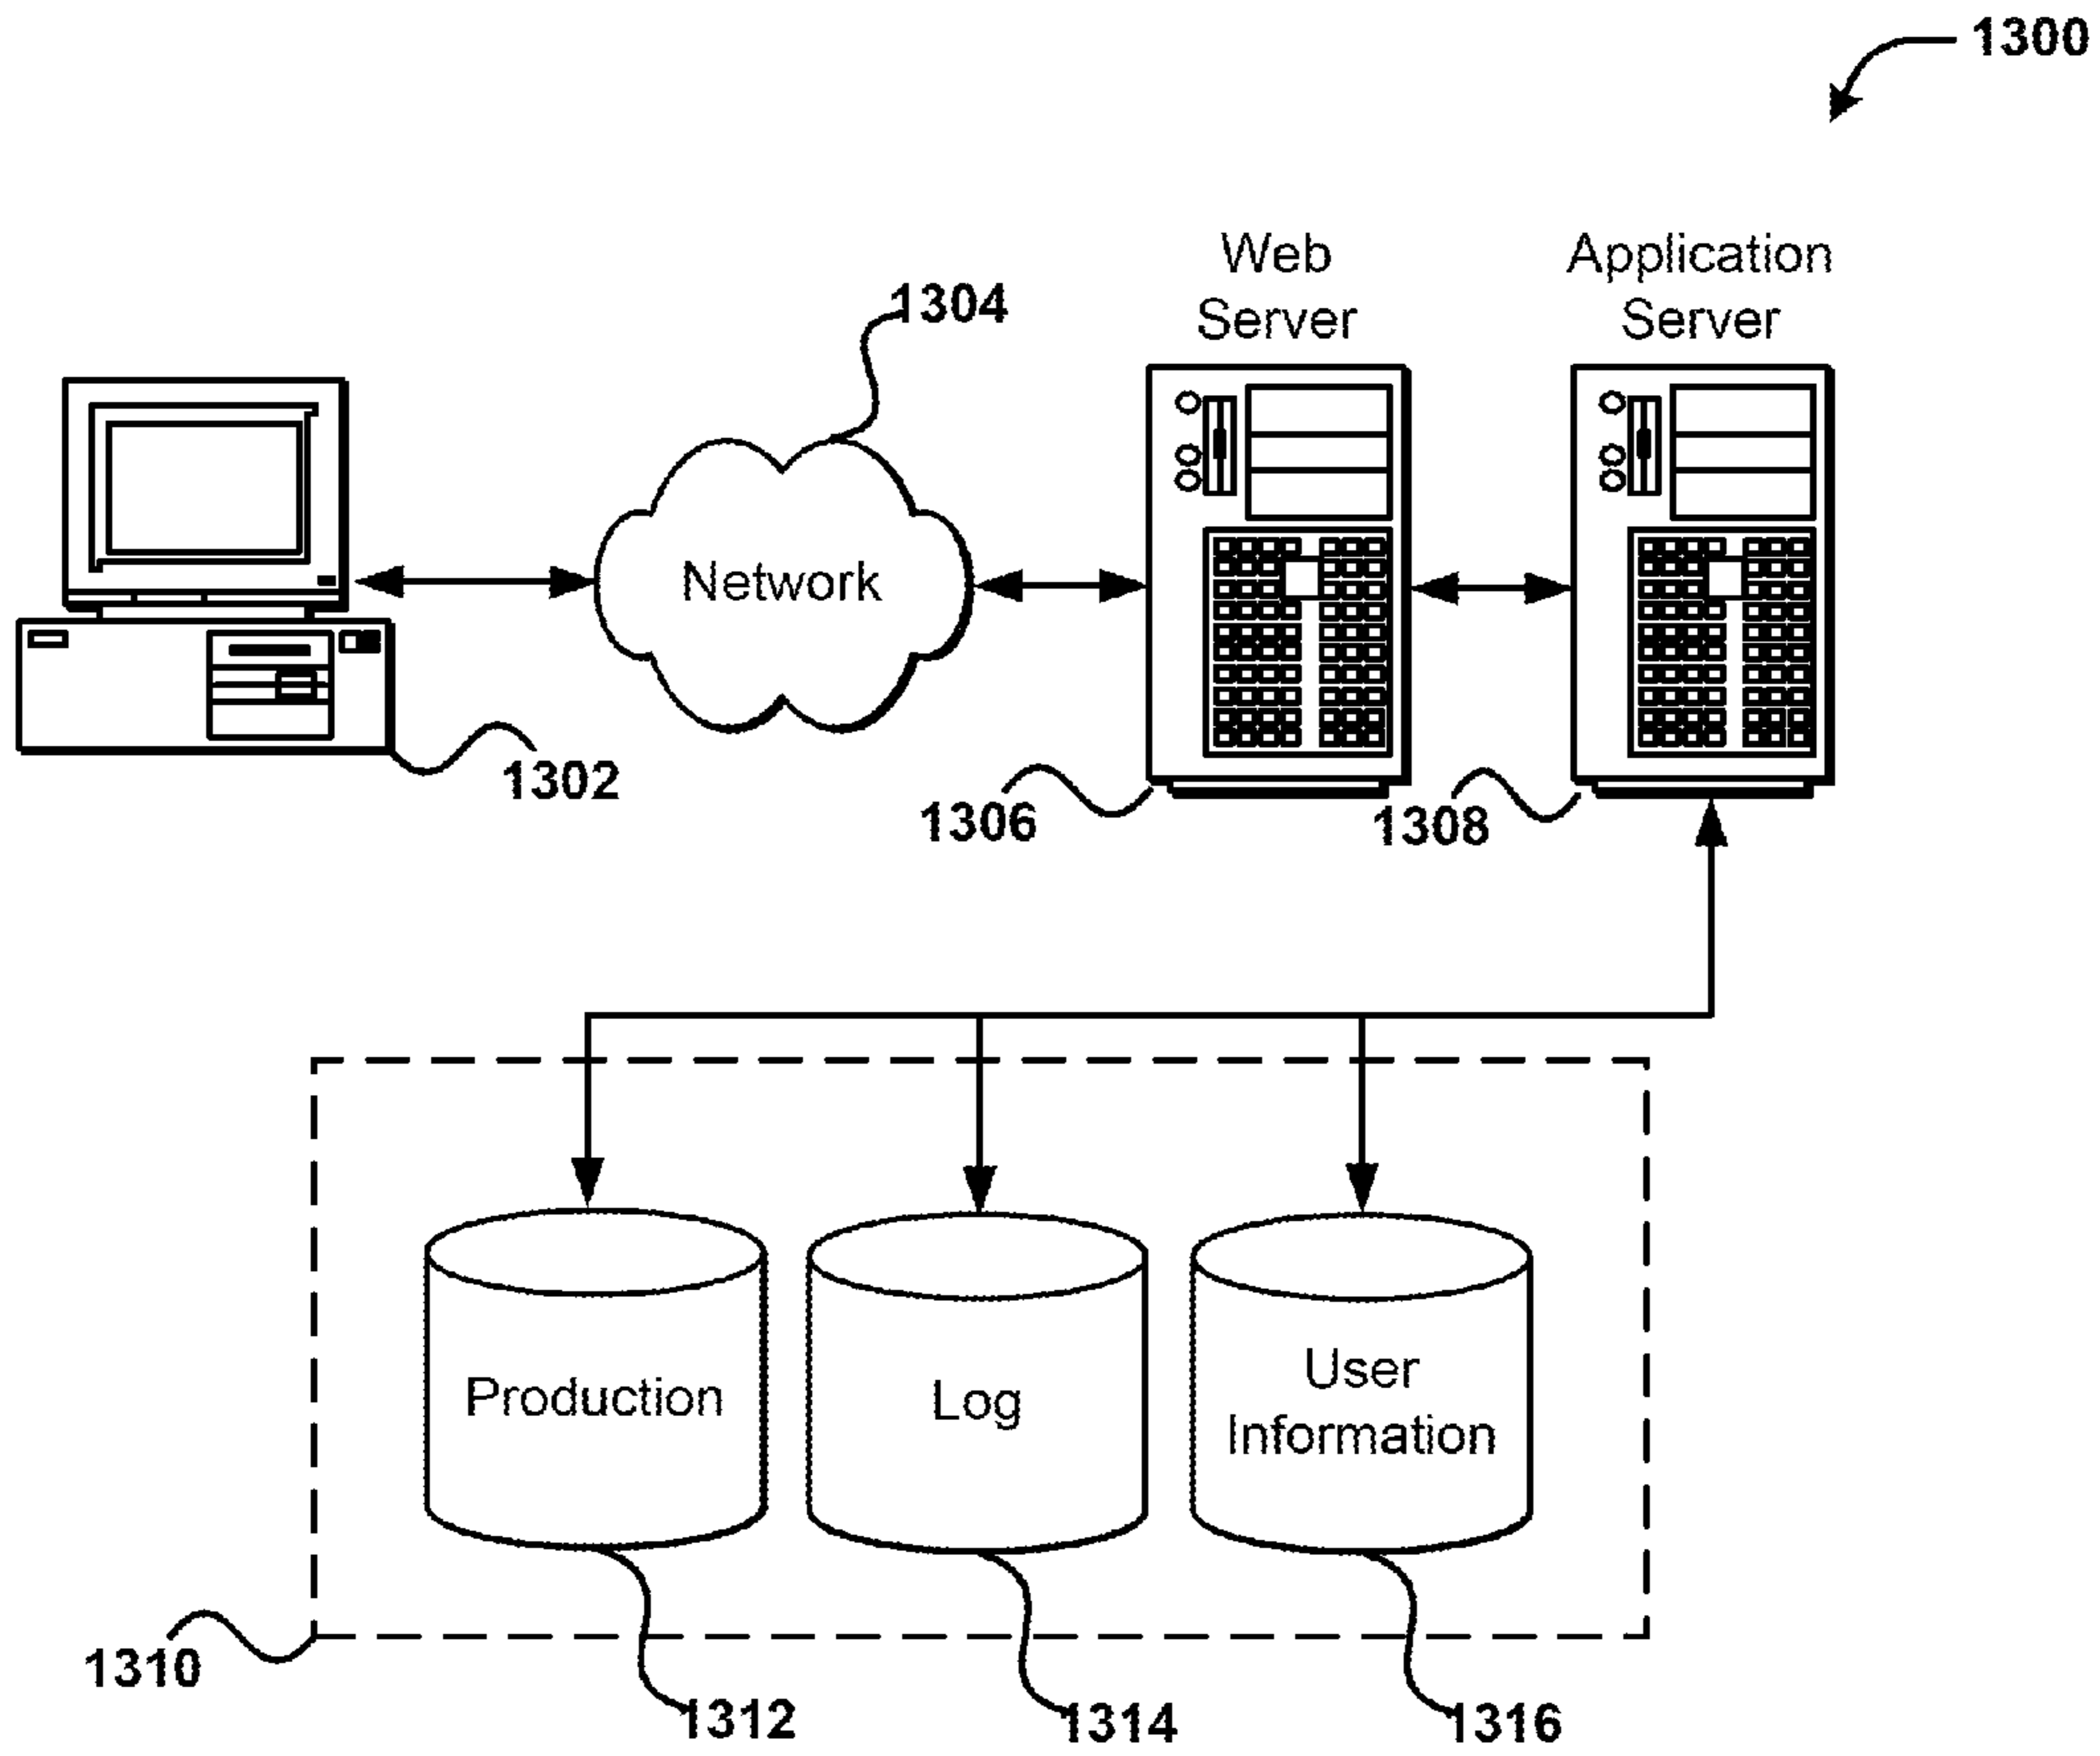 1300
Web
Server
Application
Server
1304
Network
1302
1306
1308
Production
Log
User
Information
1310
1312
1314
1316